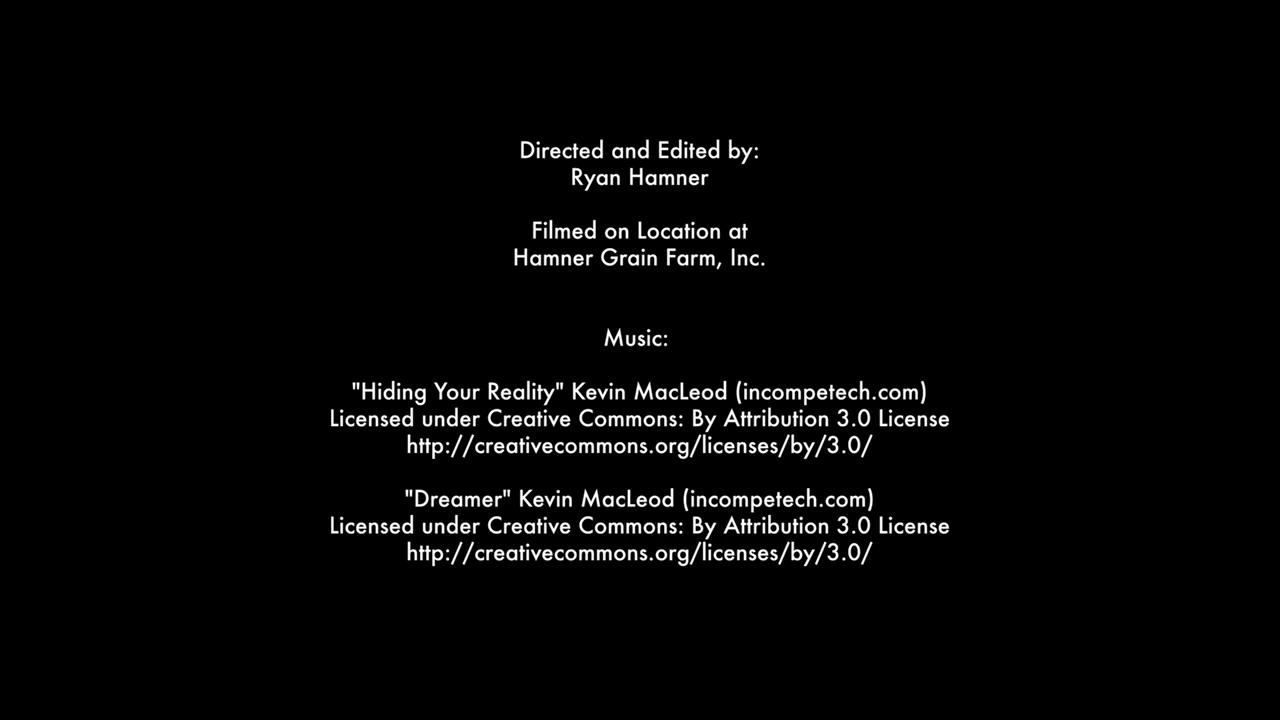 Directed and Edited by:
Ryan Hamner
Filmed on Location at
Hamner Grain Farm, Inc.
Music:
"Hiding Your Reality" Kevin MacLeod (incompetech.com)
Licensed under Creative Commons: By Attribution 3.0 License
http://creativecommons.org/licenses/by/3.0/
"Dreamer" Kevin MacLeod (incompetech.com)
Licensed under Creative Commons: By Attribution 3.0 License
http://creativecommons.org/licenses/by/3.0/